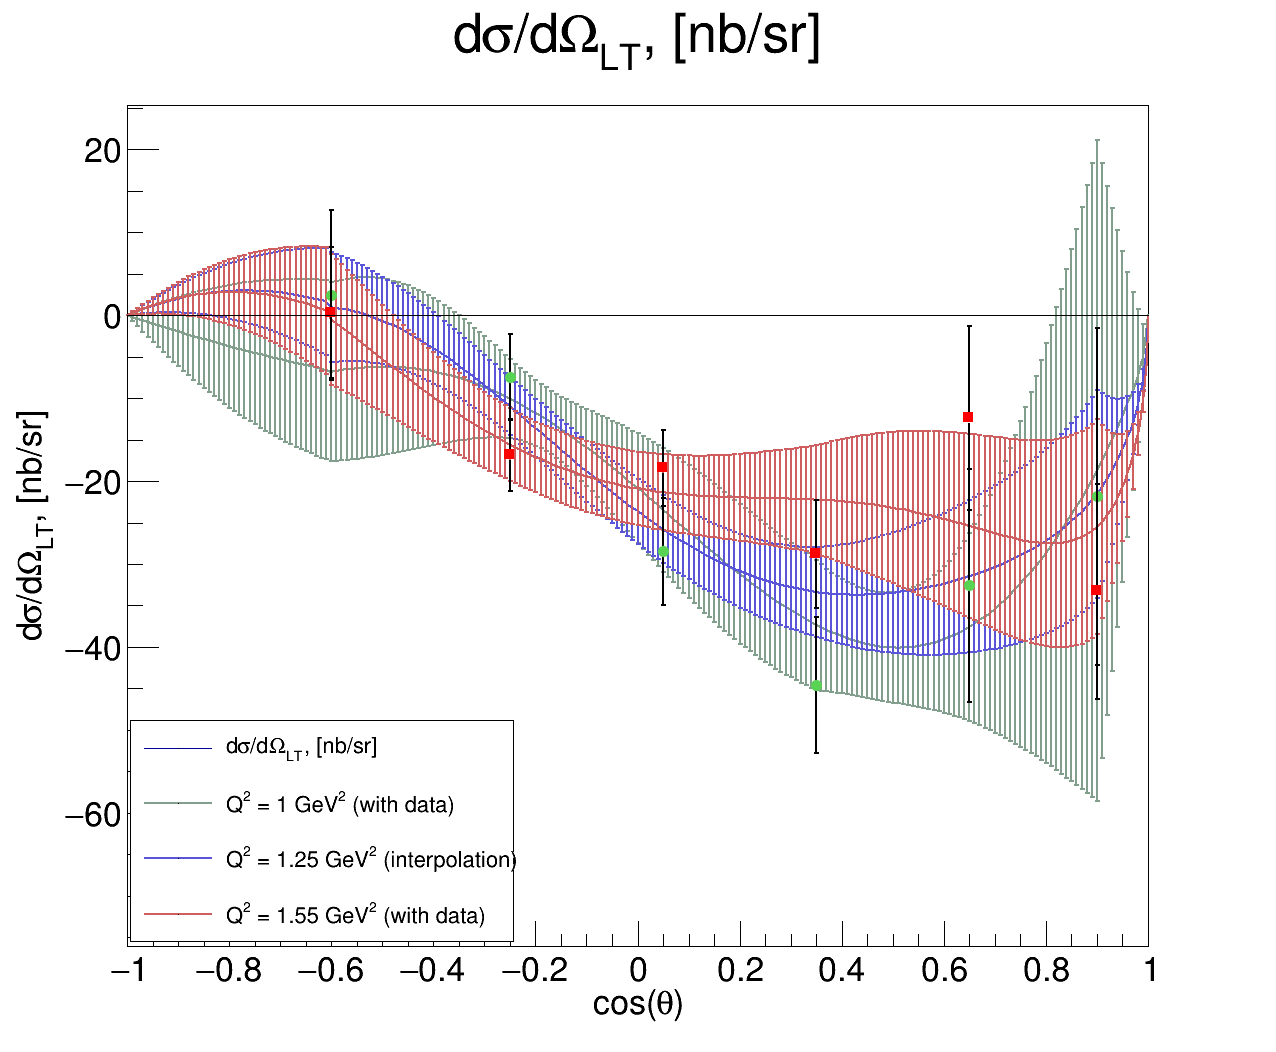 dσ/dΩ_LT, [nb/sr]
dσ/dΩ_LT, [nb/sr]
20
0
−20
−40
−60
dσ/dΩ_LT, [nb/sr]
Q² = 1 GeV² (with data)
Q² = 1.25 GeV² (interpolation)
Q² = 1.55 GeV² (with data)
−1 −0.8 −0.6 −0.4 −0.2 0 0.2 0.4 0.6 0.8 1
cos(θ)